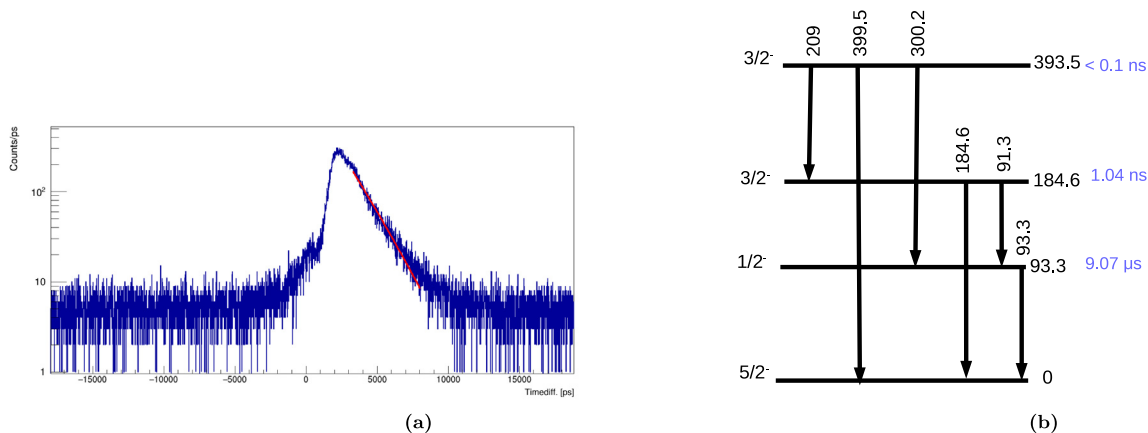 Counts/ps
10²
10
1
−15000 −10000 −5000 0 5000 10000 15000
Timediff. [ps]
(a)
209 399.5 300.2
3/2⁻ 393.5 < 0.1 ns
184.6 91.3
3/2⁻ 184.6 1.04 ns
93.3
1/2⁻ 93.3 9.07 µs
5/2⁻ 0
(b)